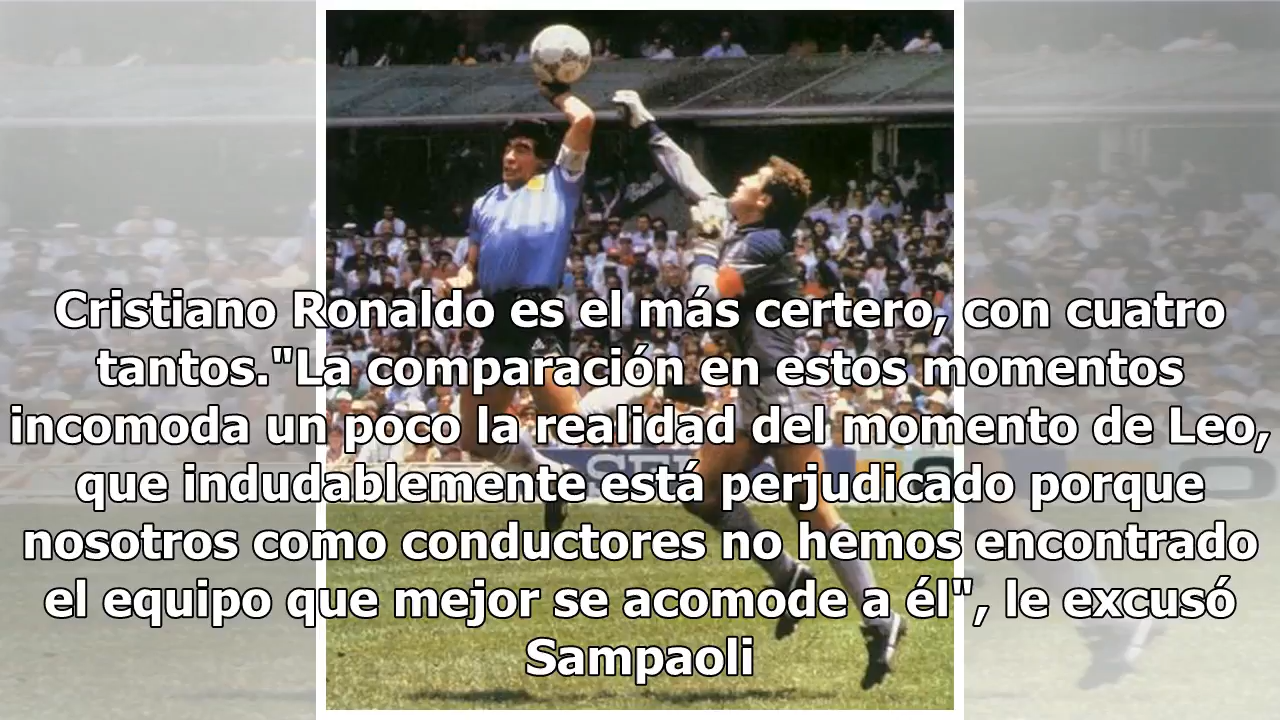 Cristiano Ronaldo es el más certero, con cuatro
tantos."La comparación en estos momentos
incomoda un poco la realidad del momento de Leo,
que indudablemente está perjudicado porque
nosotros como conductores no hemos encontrado
el equipo que mejor se acomode a él", le excusó
Sampaoli